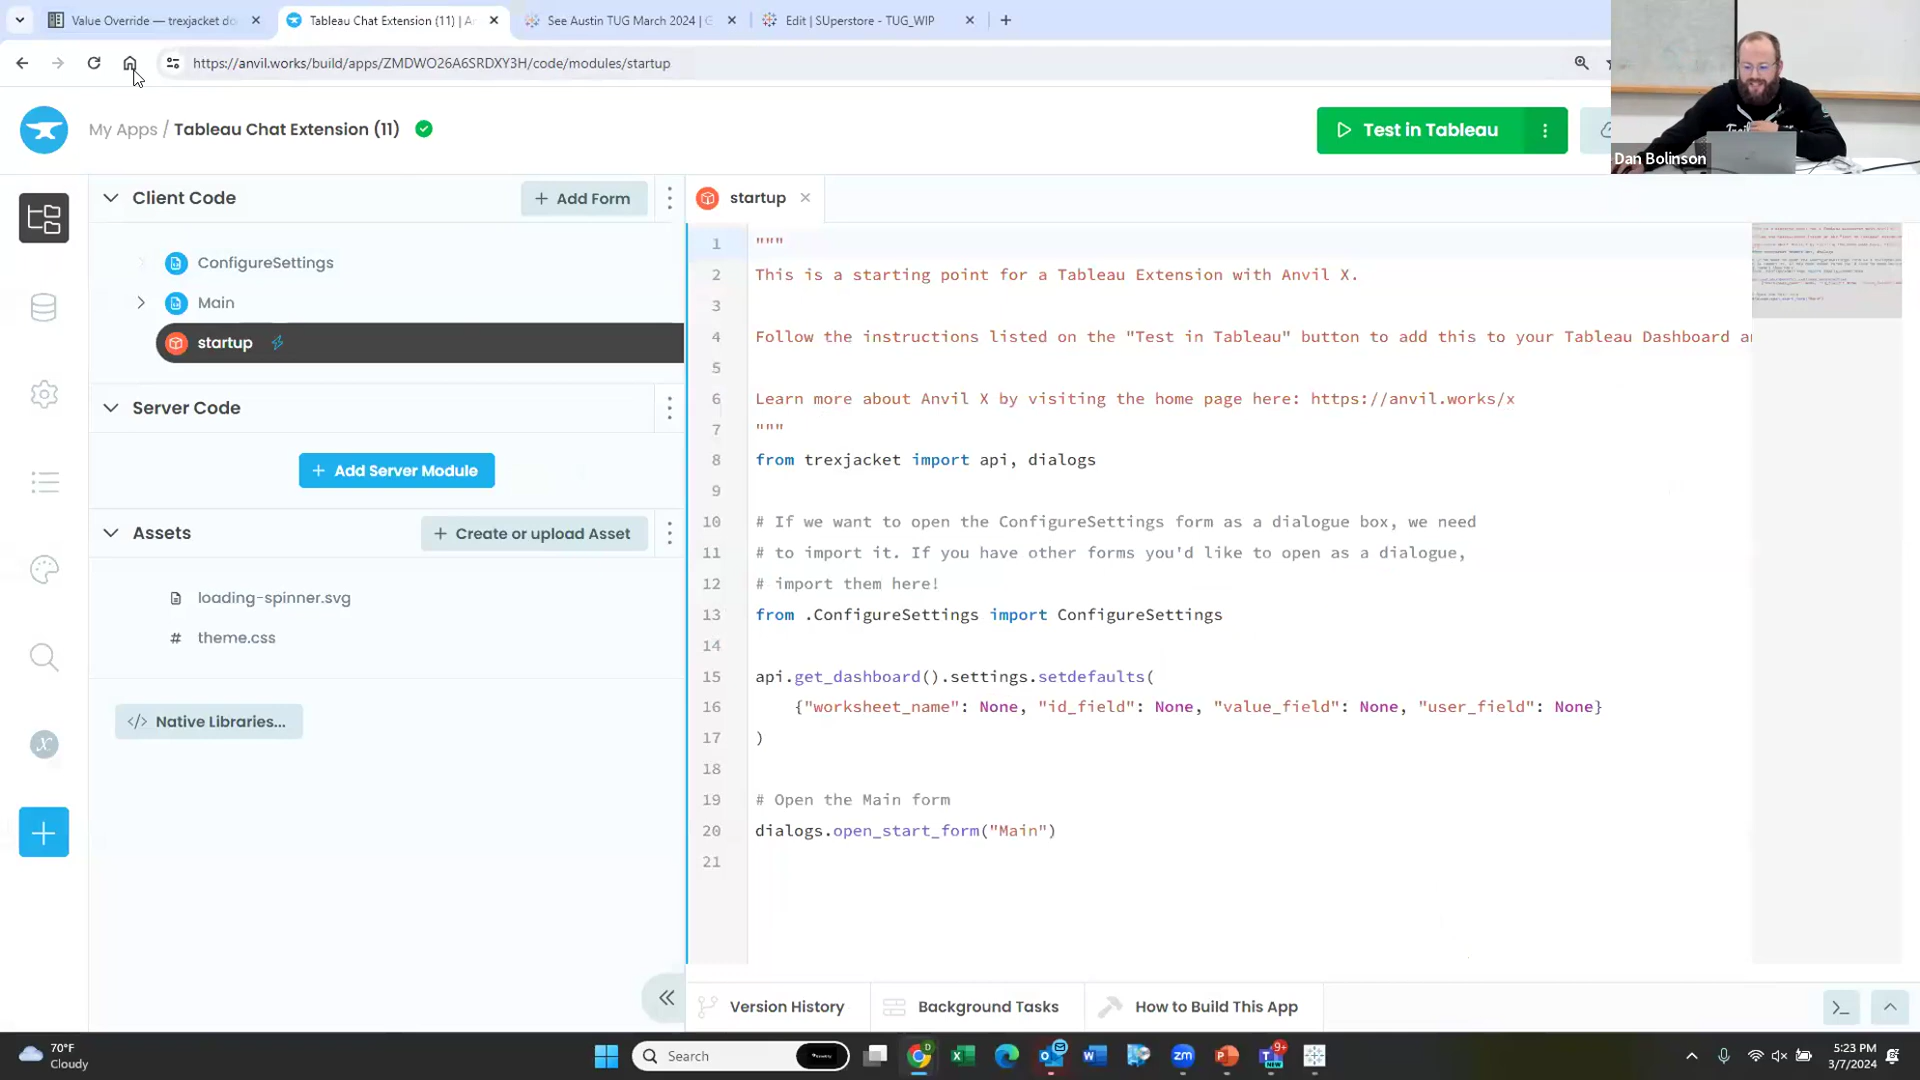 Value Override — trexjacket do
Tableau Chat Extension (11) | A
See Austin TUG March 2024 | G
Edit | SUperstore - TUG_WIP
https://anvil.works/build/apps/ZMDWO26A6SRDXY3H/code/modules/startup
My Apps / Tableau Chat Extension (11)
Test in Tableau
Dan Bolinson
Client Code
+ Add Form
ConfigureSettings
Main
startup
Server Code
+ Add Server Module
Assets
+ Create or upload Asset
loading-spinner.svg
# theme.css
</> Native Libraries...
startup
1 """
2 This is a starting point for a Tableau Extension with Anvil X.
3
4 Follow the instructions listed on the "Test in Tableau" button to add this to your Tableau Dashboard a
5
6 Learn more about Anvil X by visiting the home page here: https://anvil.works/x
7 """
8 from trexjacket import api, dialogs
9
10 # If we want to open the ConfigureSettings form as a dialogue box, we need
11 # to import it. If you have other forms you'd like to open as a dialogue,
12 # import them here!
13 from .ConfigureSettings import ConfigureSettings
14
15 api.get_dashboard().settings.setdefaults(
16 {"worksheet_name": None, "id_field": None, "value_field": None, "user_field": None}
17 )
18
19 # Open the Main form
20 dialogs.open_start_form("Main")
21
Version History
Background Tasks
How to Build This App
70°F
Cloudy
Search
9+
NEW
5:23 PM
3/7/2024